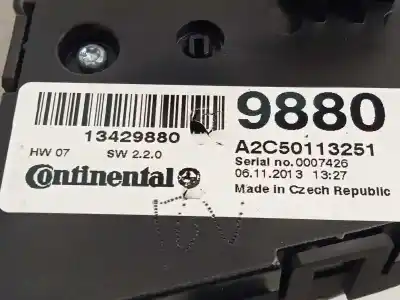 13429880
9880
HW 07 SW 2.2.0
A2C50113251
Serial no.0007426
06.11.2013 13:27
Continental
Made in Czech Republic